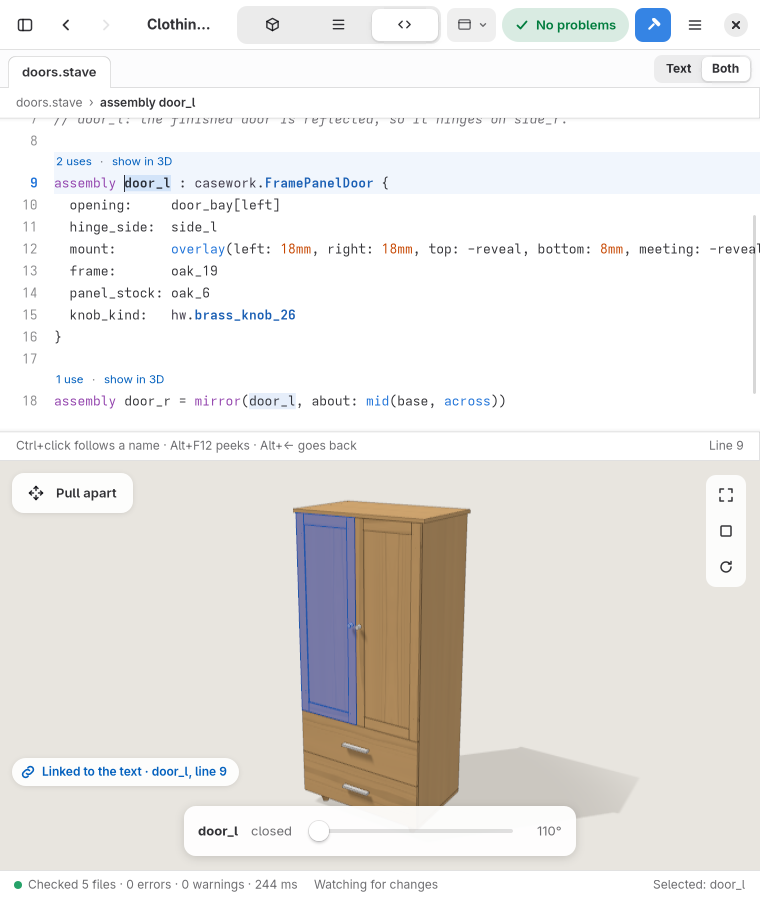 Clothin…
No problems
doors.stave
Text
Both
doors.stave › assembly door_l
7 // door_l: the finished door is reflected, so it hinges on side_r.
8
2 uses · show in 3D
9 assembly door_l : casework.FramePanelDoor {
10 opening: door_bay[left]
11 hinge_side: side_l
12 mount: overlay(left: 18mm, right: 18mm, top: -reveal, bottom: 8mm, meeting: -reveal
13 frame: oak_19
14 panel_stock: oak_6
15 knob_kind: hw.brass_knob_26
16 }
17
1 use · show in 3D
18 assembly door_r = mirror(door_l, about: mid(base, across))
Ctrl+click follows a name · Alt+F12 peeks · Alt+← goes back
Line 9
Pull apart
Linked to the text · door_l, line 9
door_l closed 110°
Checked 5 files · 0 errors · 0 warnings · 244 ms
Watching for changes
Selected: door_l